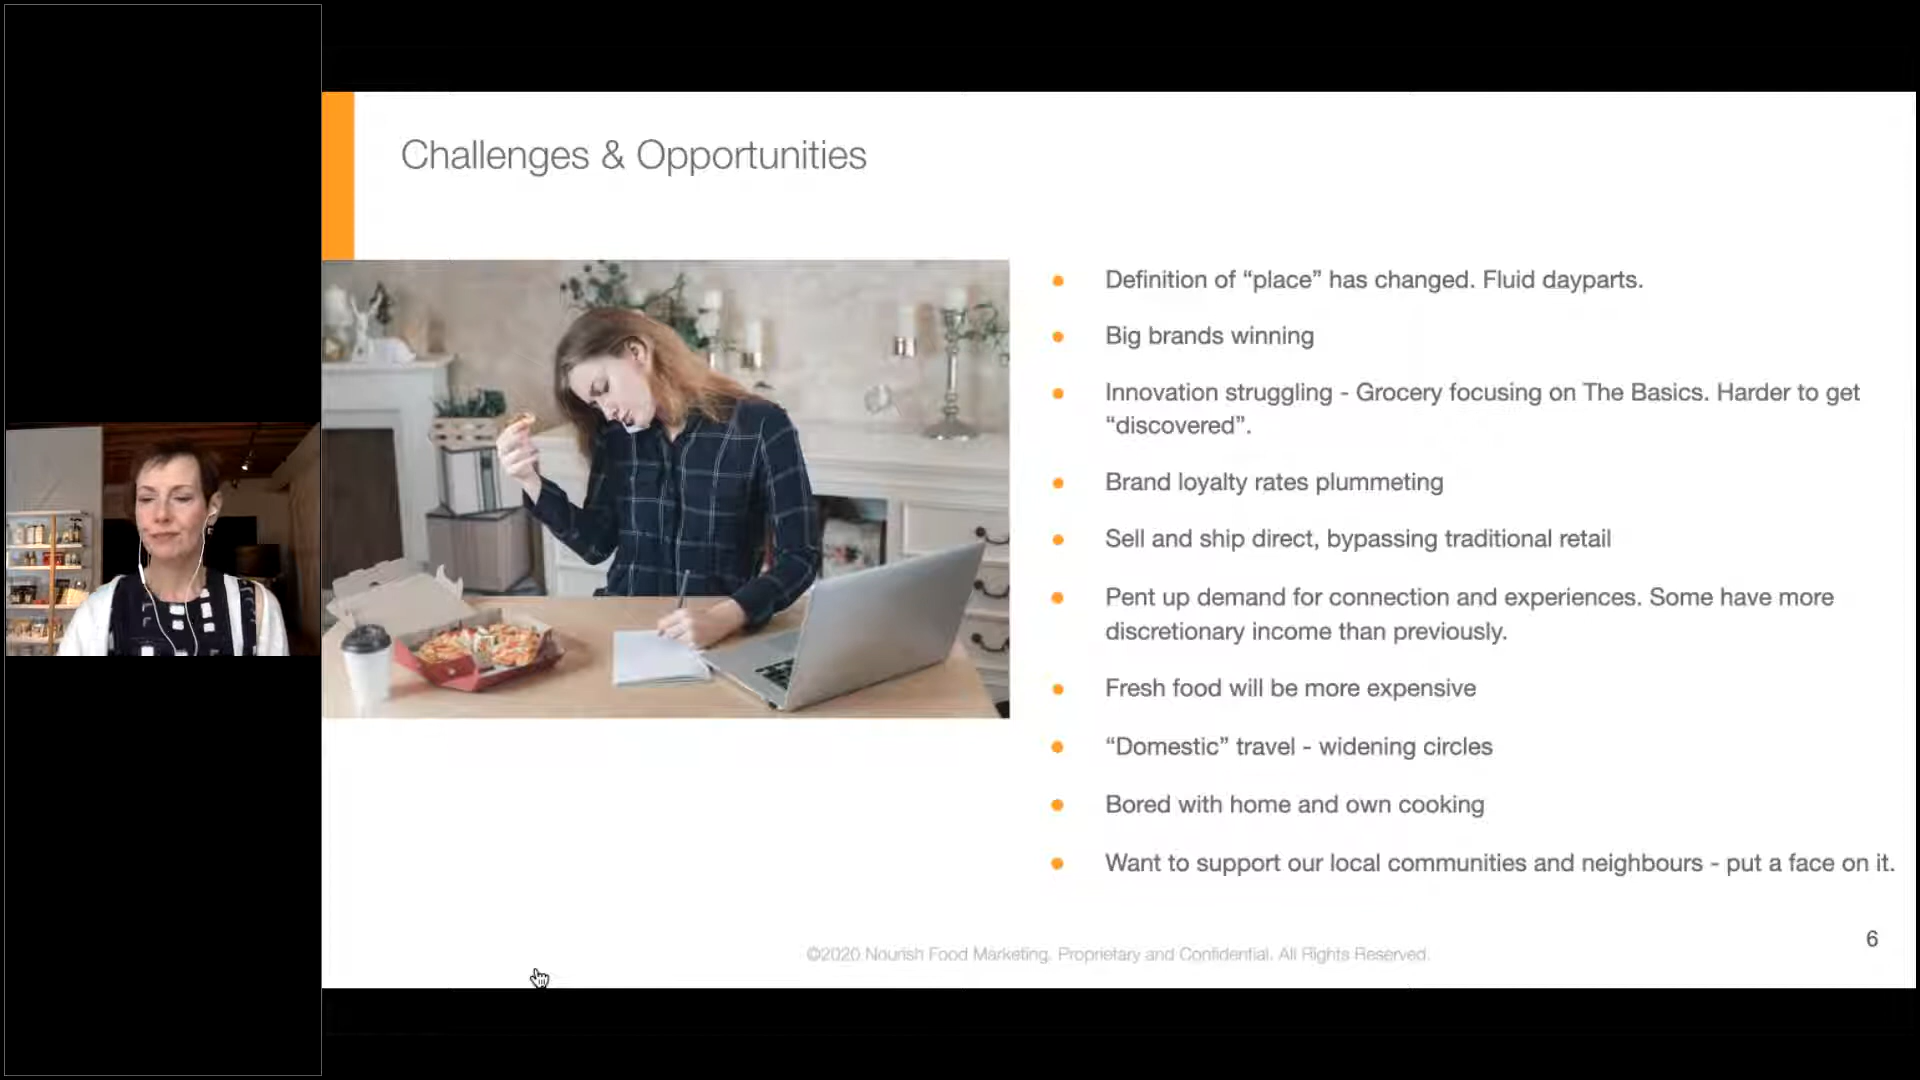 Challenges & Opportunities
Definition of “place” has changed. Fluid dayparts.
Big brands winning
Innovation struggling - Grocery focusing on The Basics. Harder to get
“discovered”.
Brand loyalty rates plummeting
Sell and ship direct, bypassing traditional retail
Pent up demand for connection and experiences. Some have more
discretionary income than previously.
Fresh food will be more expensive
“Domestic” travel - widening circles
Bored with home and own cooking
Want to support our local communities and neighbours - put a face on it.
©2020 Nourish Food Marketing. Proprietary and Confidential. All Rights Reserved.
6